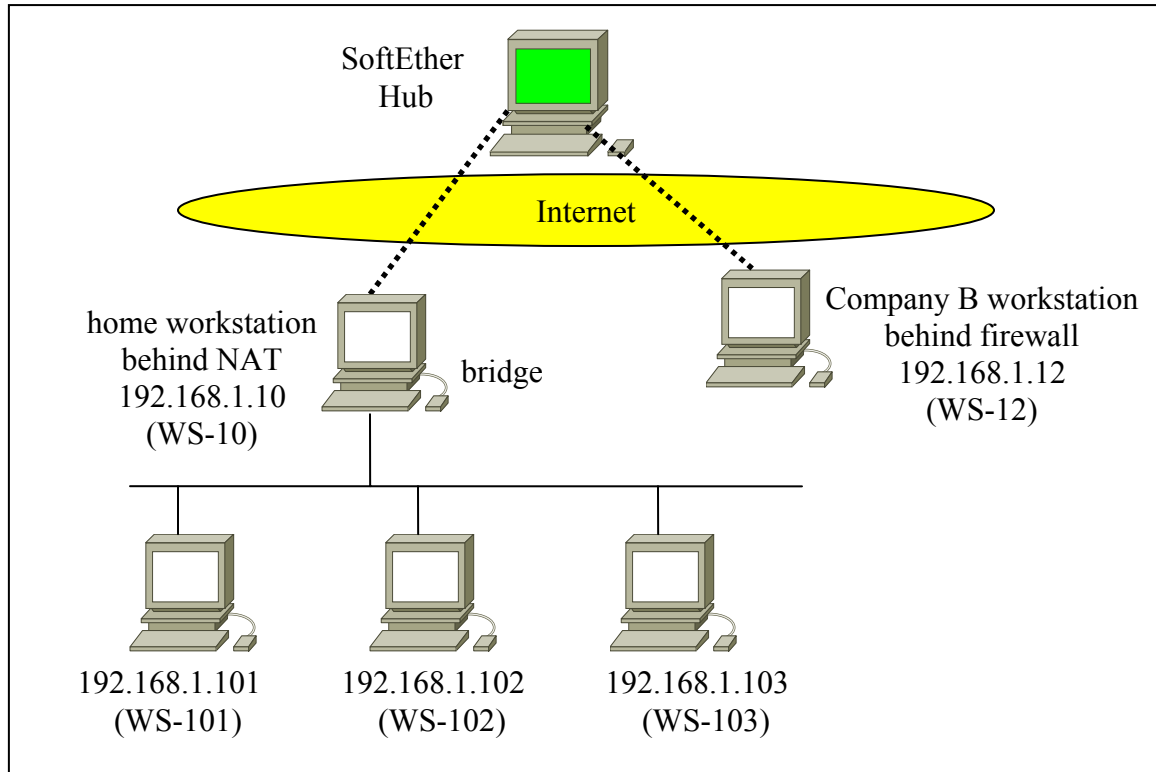 SoftEther
Hub
Internet
home workstation
behind NAT
192.168.1.10
(WS-10)
bridge
Company B workstation
behind firewall
192.168.1.12
(WS-12)
192.168.1.101
(WS-101)
192.168.1.102
(WS-102)
192.168.1.103
(WS-103)